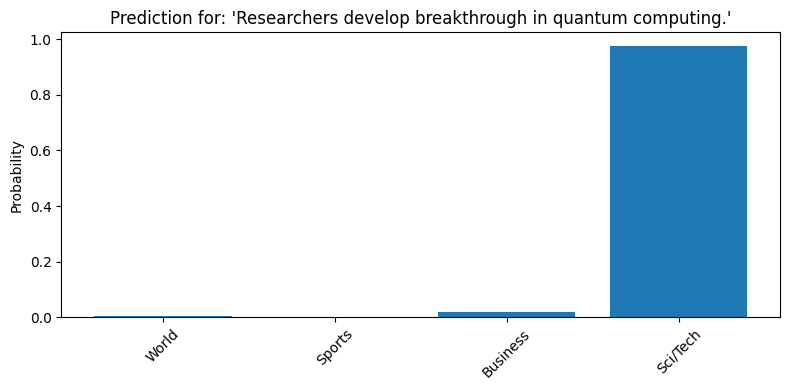 Prediction for: 'Researchers develop breakthrough in quantum computing.'
Probability
1.0
0.8
0.6
0.4
0.2
0.0
World
Sports
Business
Sci/Tech